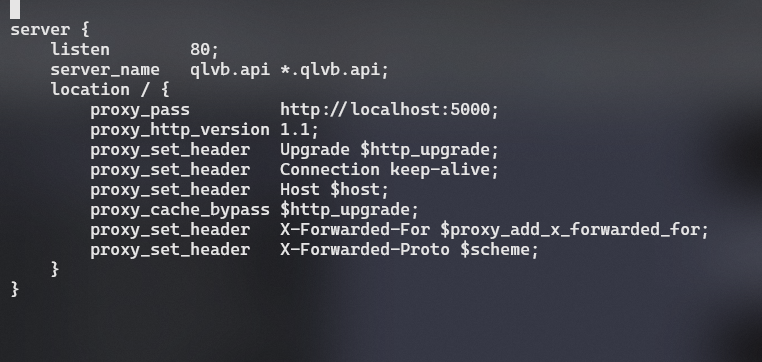 server {
    listen        80;
    server_name   qlvb.api *.qlvb.api;
    location / {
        proxy_pass         http://localhost:5000;
        proxy_http_version 1.1;
        proxy_set_header   Upgrade $http_upgrade;
        proxy_set_header   Connection keep-alive;
        proxy_set_header   Host $host;
        proxy_cache_bypass $http_upgrade;
        proxy_set_header   X-Forwarded-For $proxy_add_x_forwarded_for;
        proxy_set_header   X-Forwarded-Proto $scheme;
    }
}